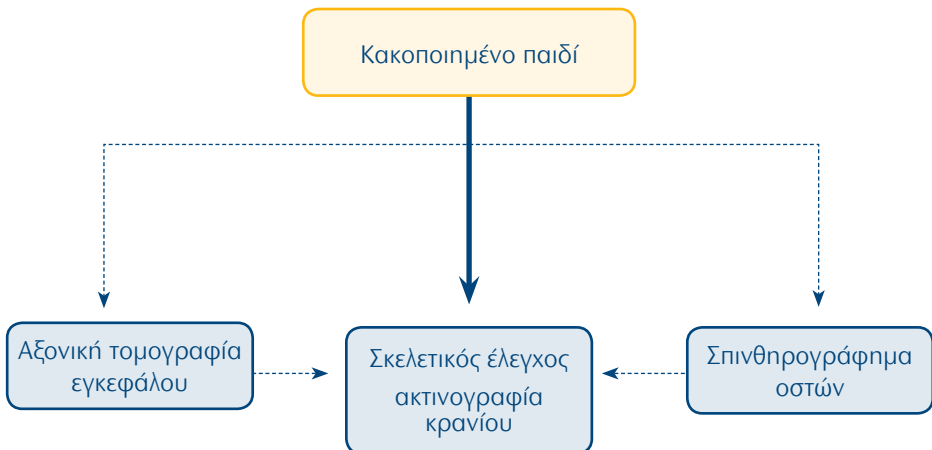 Κακοποιημένο παιδί
Αξονική τομογραφία
εγκεφάλου
Σκελετικός έλεγχος
ακτινογραφία
κρανίου
Σπινθηρογράφημα
οστών